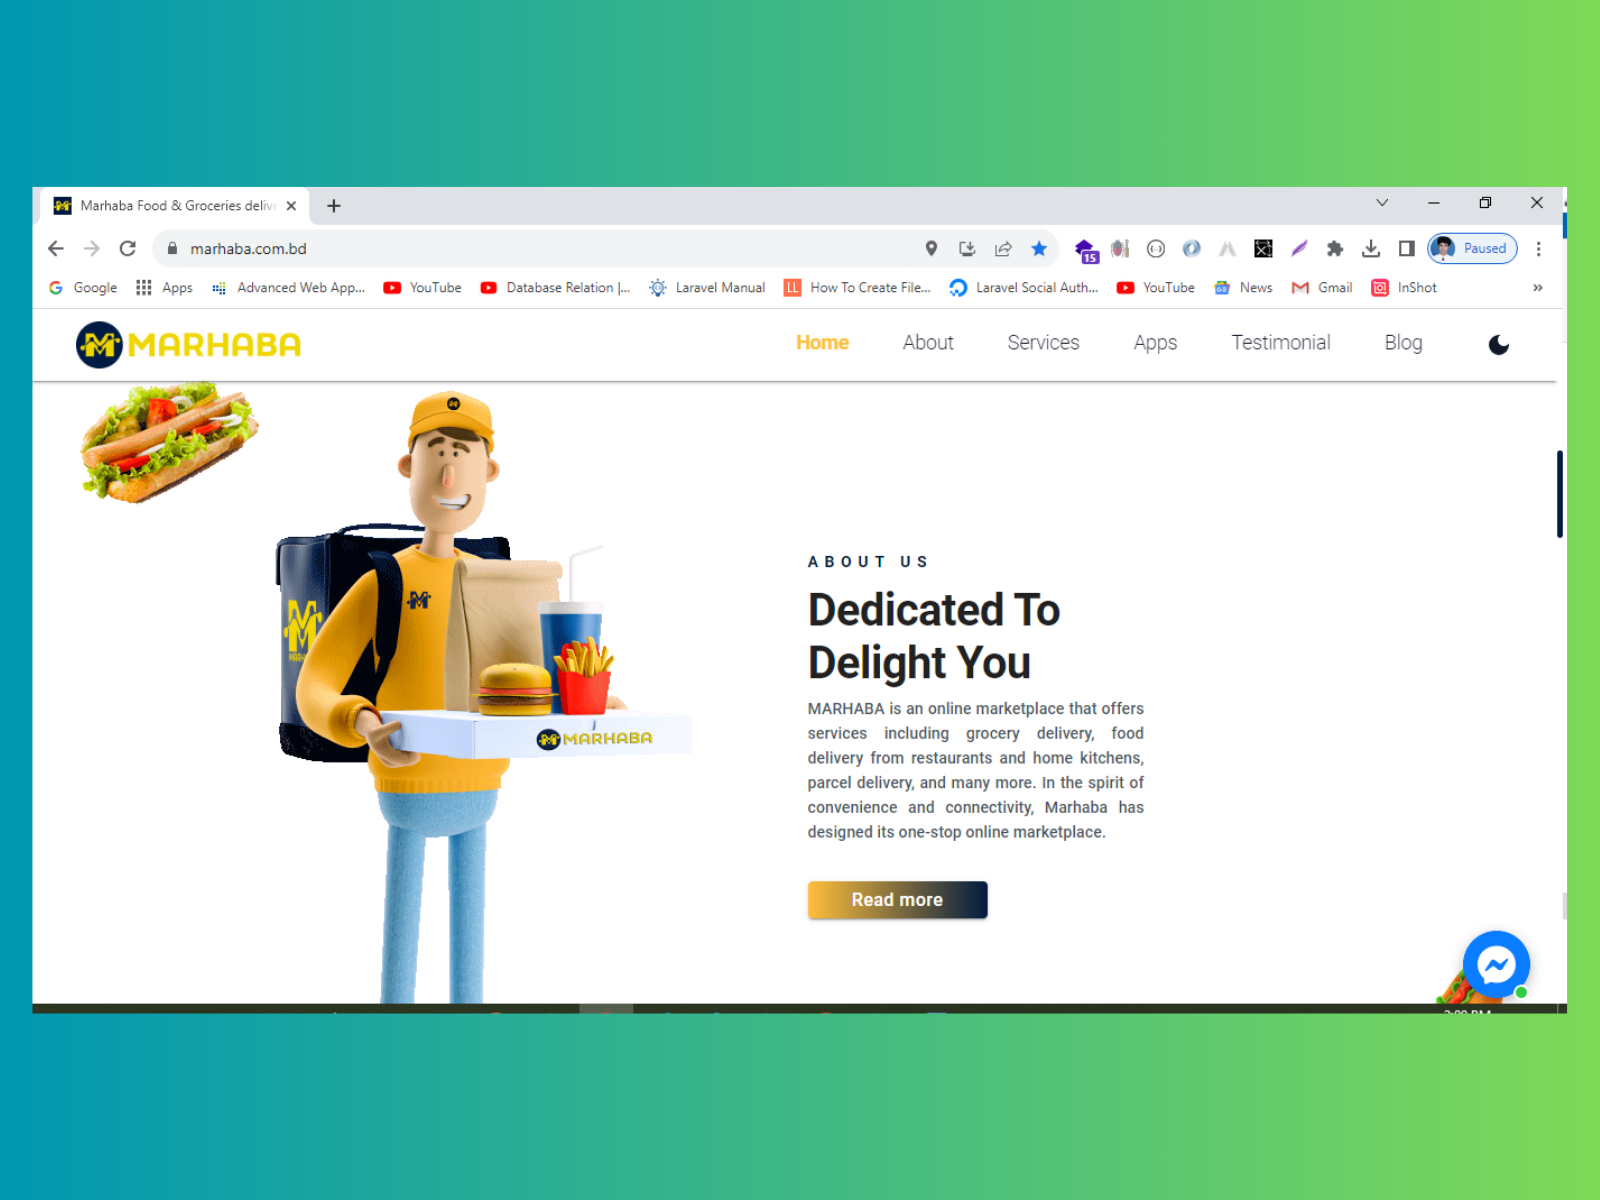 Marhaba Food & Groceries deliv
marhaba.com.bd
15
Paused
Google Apps Advanced Web App... YouTube Database Relation |... Laravel Manual LL How To Create File... Laravel Social Auth... YouTube News Gmail InShot »
M MARHABA
Home About Services Apps Testimonial Blog
ABOUT US
Dedicated To
Delight You
MARHABA is an online marketplace that offers
services including grocery delivery, food
delivery from restaurants and home kitchens,
parcel delivery, and many more. In the spirit of
convenience and connectivity, Marhaba has
designed its one-stop online marketplace.
Read more
M
M
M MARHABA